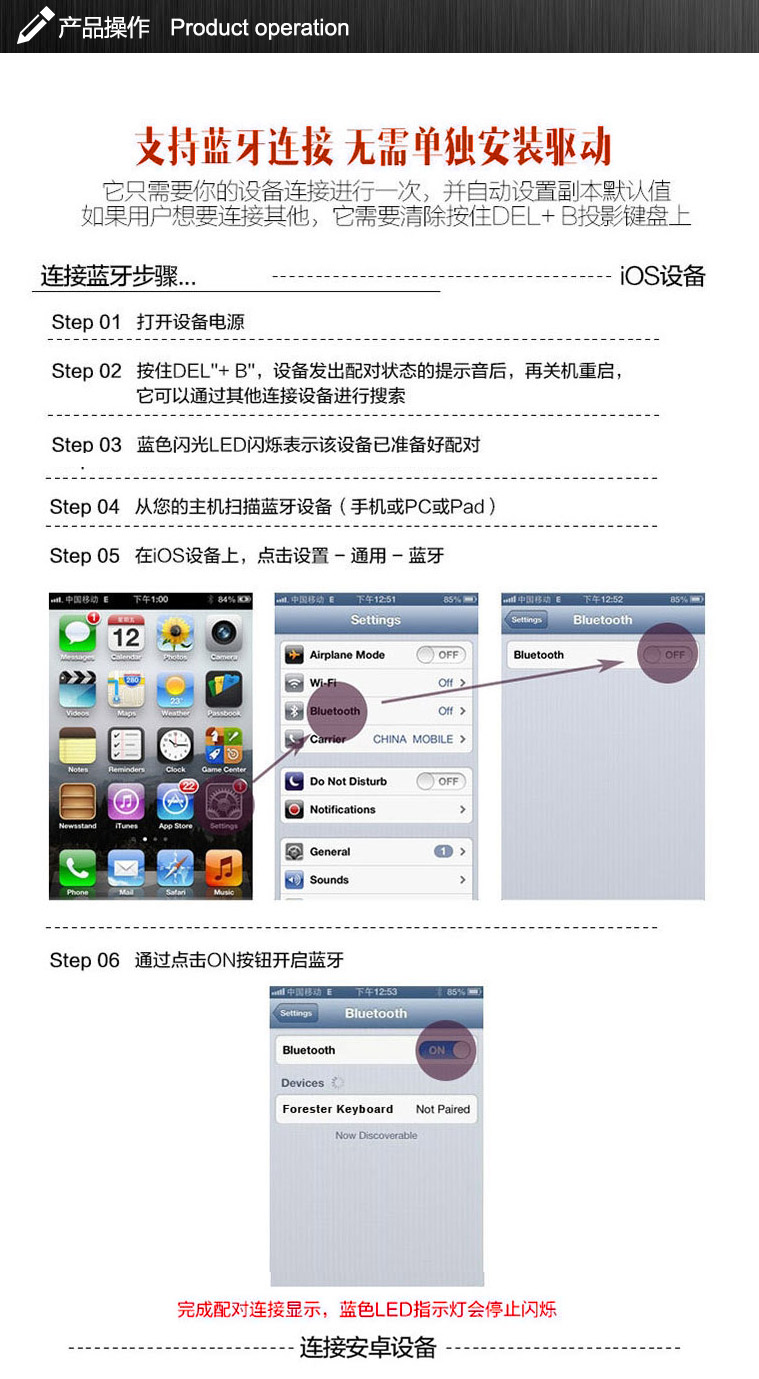 产品操作 Product operation
支持蓝牙连接 无需单独安装驱动
它只需要你的设备连接进行一次，并自动设置副本默认值
如果用户想要连接其他，它需要清除按住DEL+ B投影键盘上
连接蓝牙步骤... iOS设备
Step 01 打开设备电源
Step 02 按住DEL"+ B"，设备发出配对状态的提示音后，再关机重启，
它可以通过其他连接设备进行搜索
Step 03 蓝色闪光LED闪烁表示该设备已准备好配对
Step 04 从您的主机扫描蓝牙设备（手机或PC或Pad）
Step 05 在iOS设备上，点击设置 – 通用 – 蓝牙
中国移动 E 下午1:00 84%
1
星期五
12
Messages Calendar Photos Camera
280
23°
Videos Maps Weather Passbook
Notes Reminders Clock Game Center
22
1
Newsstand iTunes App Store Settings
Phone Mail Safari Music
中国移动 E 下午12:51 85%
Settings
Airplane Mode OFF
Wi-Fi Off
Bluetooth Off
Carrier CHINA MOBILE
Do Not Disturb OFF
Notifications
General 1
Sounds
中国移动 E 下午12:52 85%
Settings Bluetooth
Bluetooth OFF
Step 06 通过点击ON按钮开启蓝牙
中国移动 E 下午12:53 85%
Settings Bluetooth
Bluetooth ON
Devices
Forester Keyboard Not Paired
Now Discoverable
完成配对连接显示，蓝色LED指示灯会停止闪烁
连接安卓设备